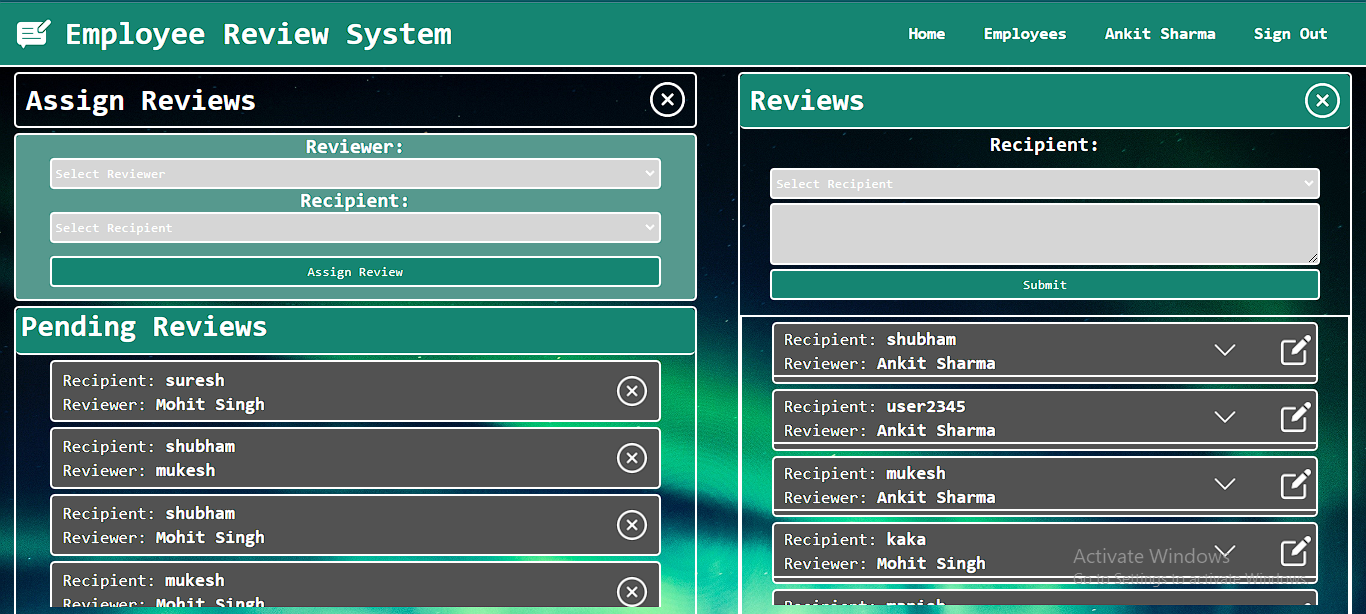 Employee Review System
Home Employees Ankit Sharma Sign Out
Assign Reviews
Reviewer:
Select Reviewer
Recipient:
Select Recipient
Assign Review
Pending Reviews
Recipient: suresh
Reviewer: Mohit Singh
Recipient: shubham
Reviewer: mukesh
Recipient: shubham
Reviewer: Mohit Singh
Recipient: mukesh
Reviewer: Mohit Singh
Reviews
Recipient:
Select Recipient
Submit
Recipient: shubham
Reviewer: Ankit Sharma
Recipient: user2345
Reviewer: Ankit Sharma
Recipient: mukesh
Reviewer: Ankit Sharma
Recipient: kaka
Reviewer: Mohit Singh
Recipient: manish
Activate Windows
Go to Settings to activate Windows.